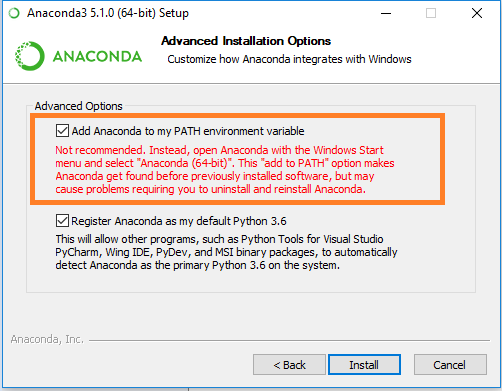 Anaconda3 5.1.0 (64-bit) Setup
ANACONDA
Advanced Installation Options
Customize how Anaconda integrates with Windows
Advanced Options
Add Anaconda to my PATH environment variable
Not recommended. Instead, open Anaconda with the Windows Start
menu and select "Anaconda (64-bit)". This "add to PATH" option makes
Anaconda get found before previously installed software, but may
cause problems requiring you to uninstall and reinstall Anaconda.
Register Anaconda as my default Python 3.6
This will allow other programs, such as Python Tools for Visual Studio
PyCharm, Wing IDE, PyDev, and MSI binary packages, to automatically
detect Anaconda as the primary Python 3.6 on the system.
Anaconda, Inc.
< Back
Install
Cancel